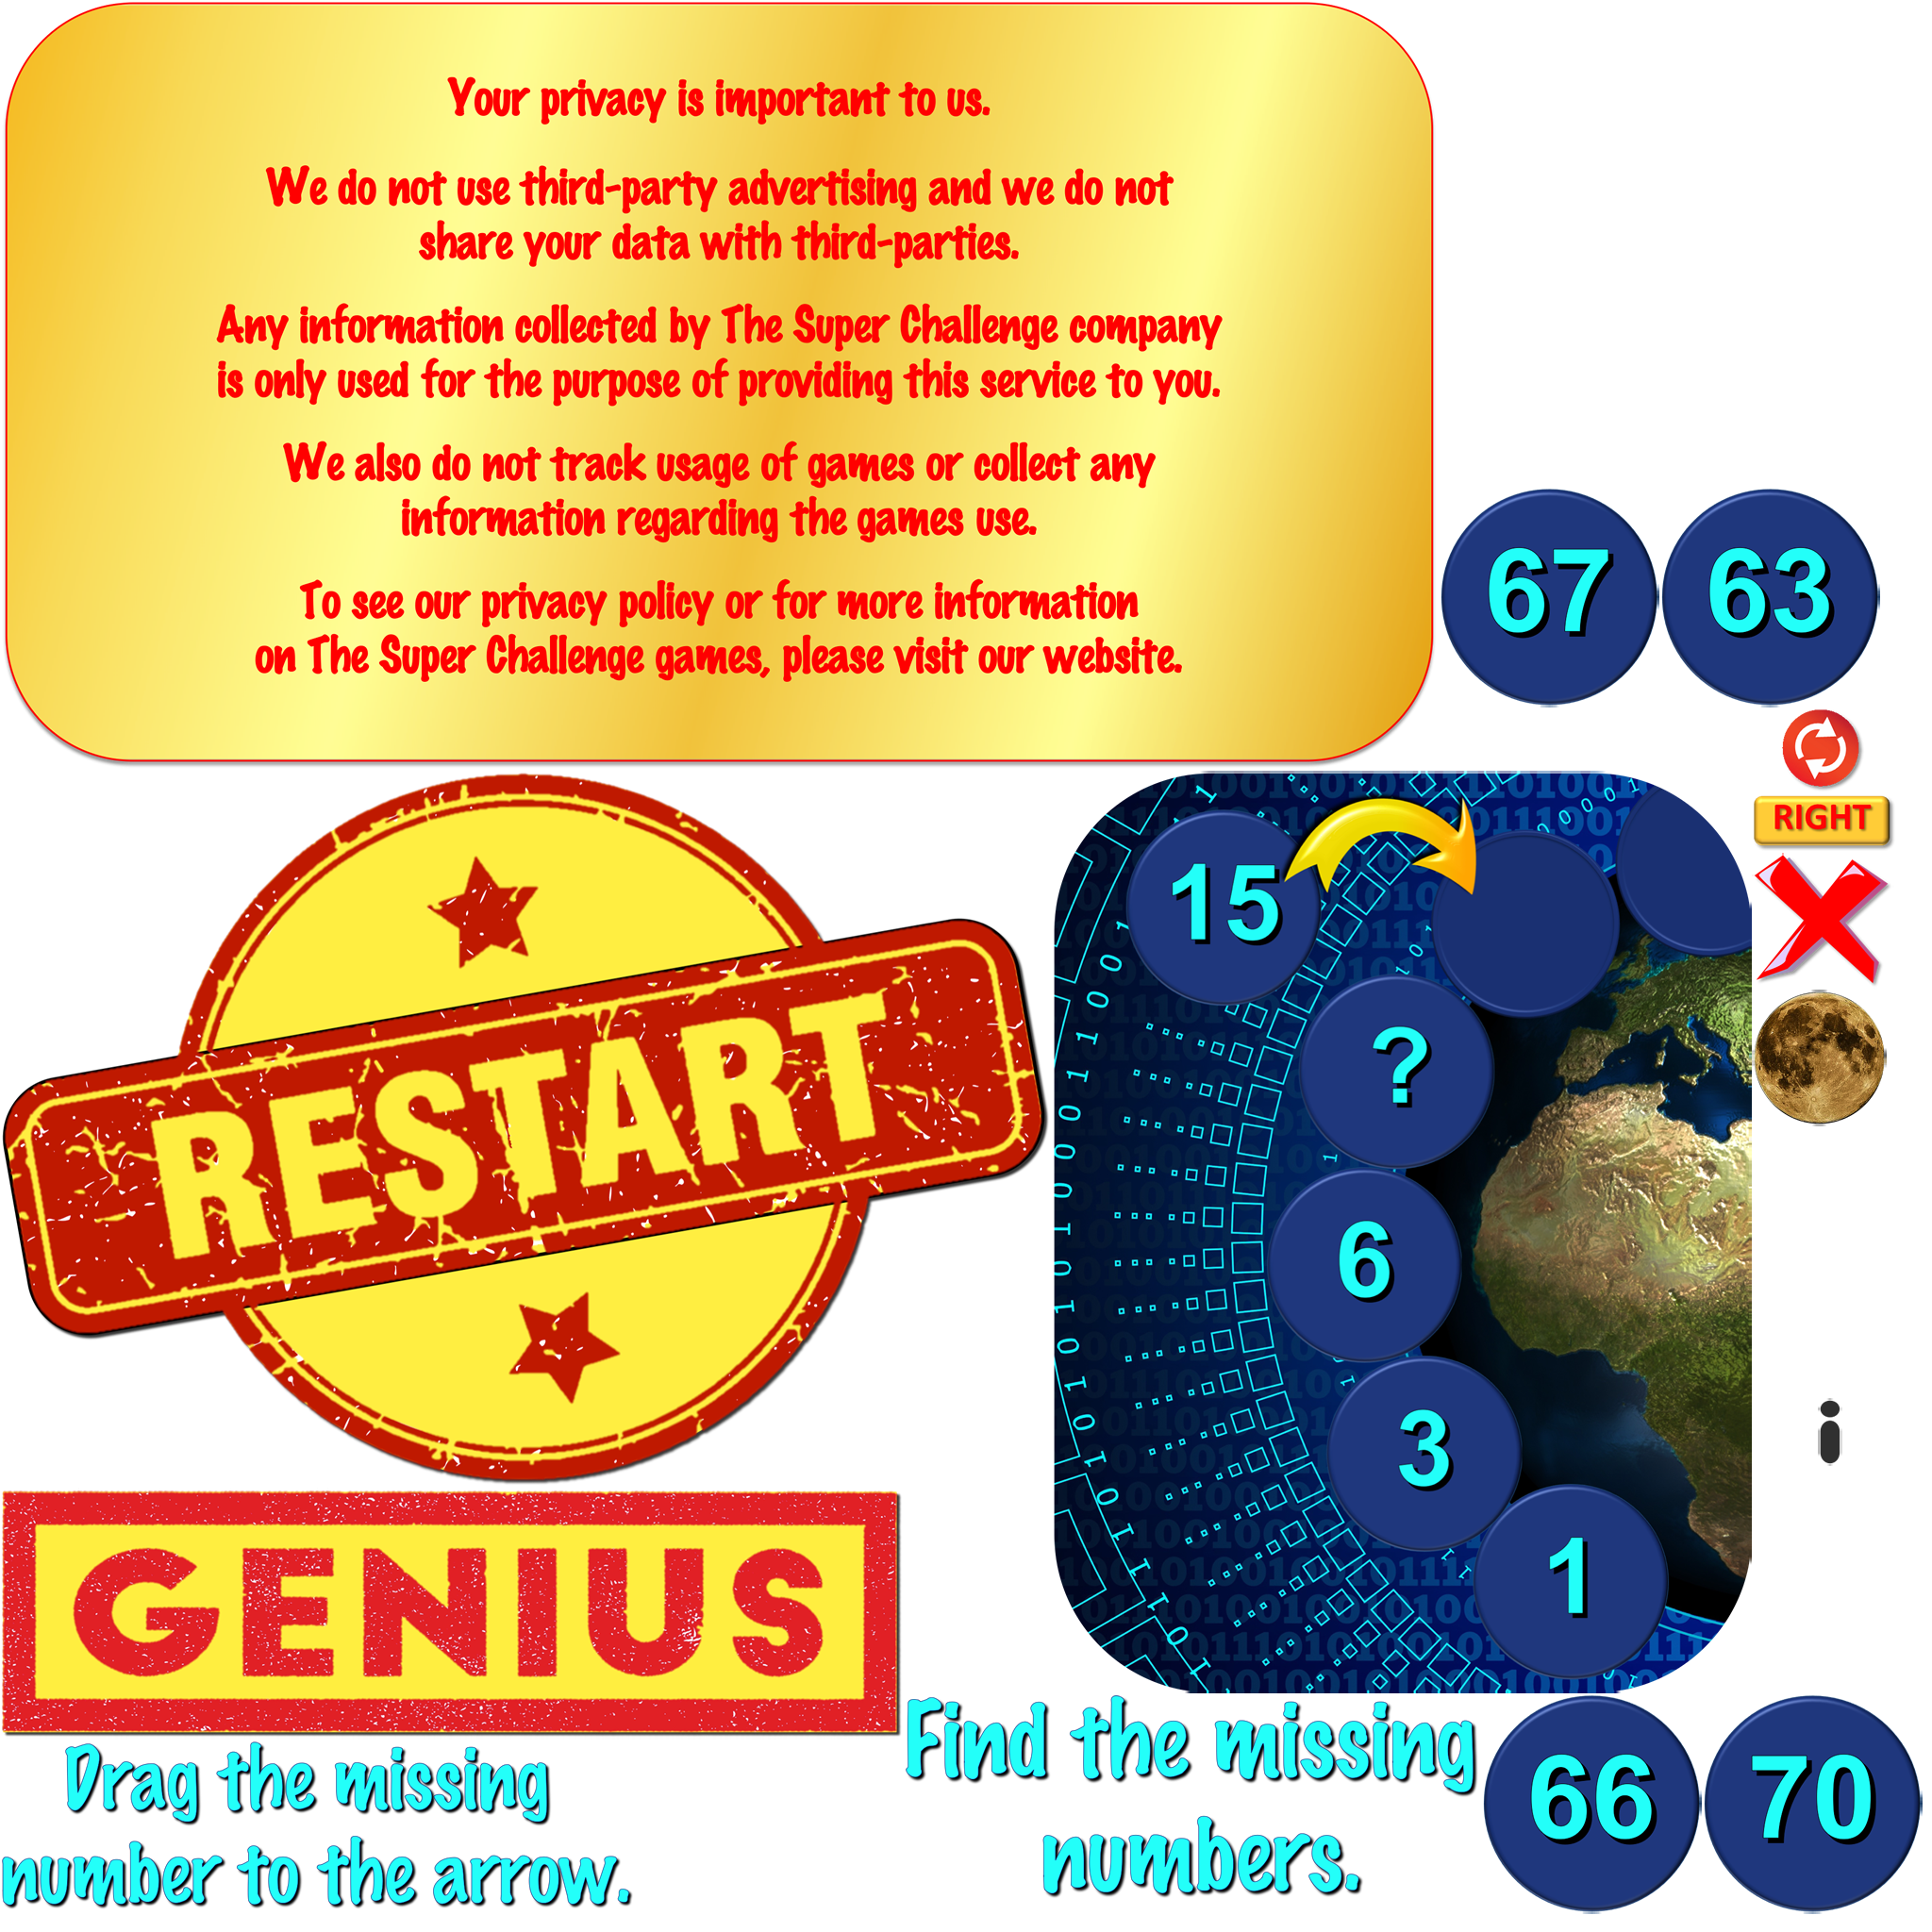 Your privacy is important to us.
We do not use third-party advertising and we do not
share your data with third-parties.
Any information collected by The Super Challenge company
is only used for the purpose of providing this service to you.
We also do not track usage of games or collect any
information regarding the games use.
To see our privacy policy or for more information
on The Super Challenge games, please visit our website.
67 63
RIGHT
15
?
6
3
1
RESTART
i
GENIUS
Drag the missing
number to the arrow.
Find the missing
numbers.
66 70